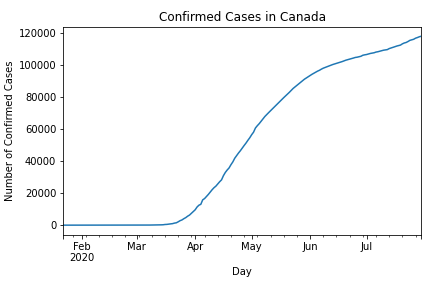 Confirmed Cases in Canada
120000
100000
80000
60000
40000
20000
0
Number of Confirmed Cases
Feb
2020
Mar
Apr
May
Jun
Jul
Day